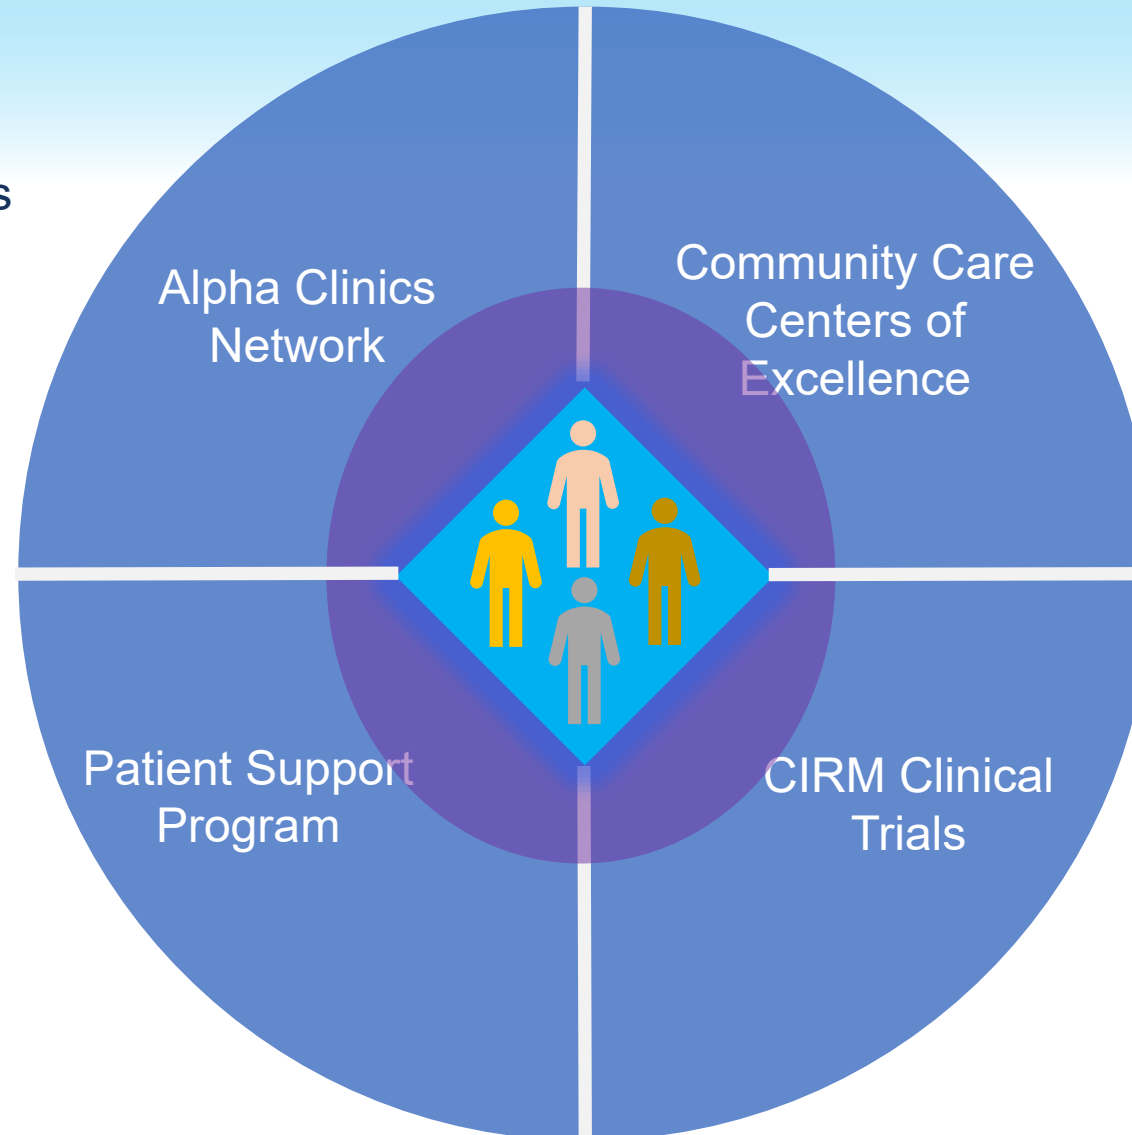 s
Alpha Clinics
Network
Community Care
Centers of
Excellence
Patient Support
Program
CIRM Clinical
Trials